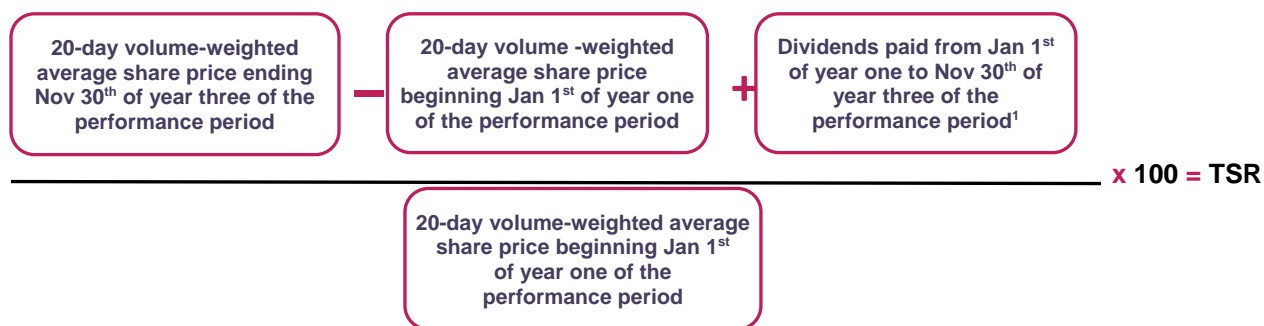 20-day volume-weighted
average share price ending
Nov 30th of year three of the
performance period
−
20-day volume -weighted
average share price
beginning Jan 1st of year one
of the performance period
+
Dividends paid from Jan 1st
of year one to Nov 30th of
year three of the
performance period1
x 100 = TSR
20-day volume-weighted average
share price beginning Jan 1st
of year one of the
performance period